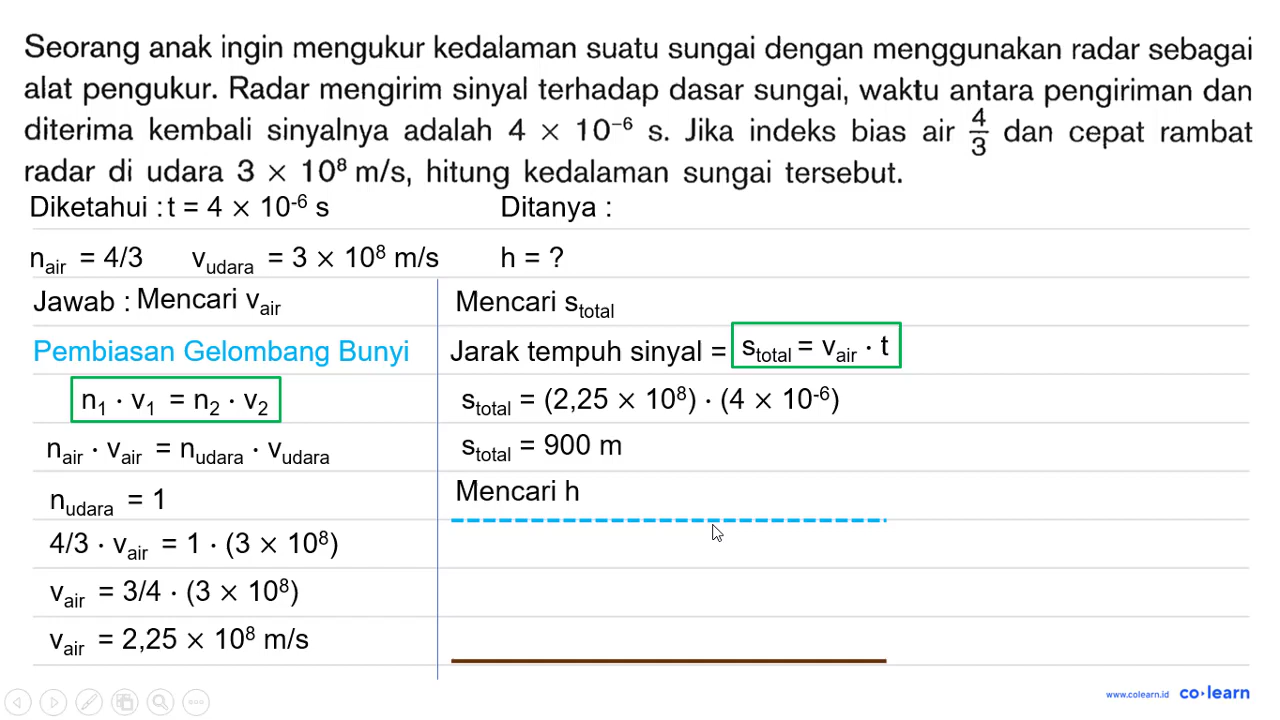 Seorang anak ingin mengukur kedalaman suatu sungai dengan menggunakan radar sebagai
alat pengukur. Radar mengirim sinyal terhadap dasar sungai, waktu antara pengiriman dan
diterima kembali sinyalnya adalah 4 × 10⁻⁶ s. Jika indeks bias air 4/3 dan cepat rambat
radar di udara 3 × 10⁸ m/s, hitung kedalaman sungai tersebut.
Diketahui : t = 4 × 10⁻⁶ s
n_air = 4/3 v_udara = 3 × 10⁸ m/s
Ditanya :
h = ?
Jawab : Mencari v_air
Pembiasan Gelombang Bunyi
n₁ · v₁ = n₂ · v₂
n_air · v_air = n_udara · v_udara
n_udara = 1
4/3 · v_air = 1 · (3 × 10⁸)
v_air = 3/4 · (3 × 10⁸)
v_air = 2,25 × 10⁸ m/s
Mencari s_total
Jarak tempuh sinyal = s_total = v_air · t
s_total = (2,25 × 10⁸) · (4 × 10⁻⁶)
s_total = 900 m
Mencari h
www.colearn.id co·learn